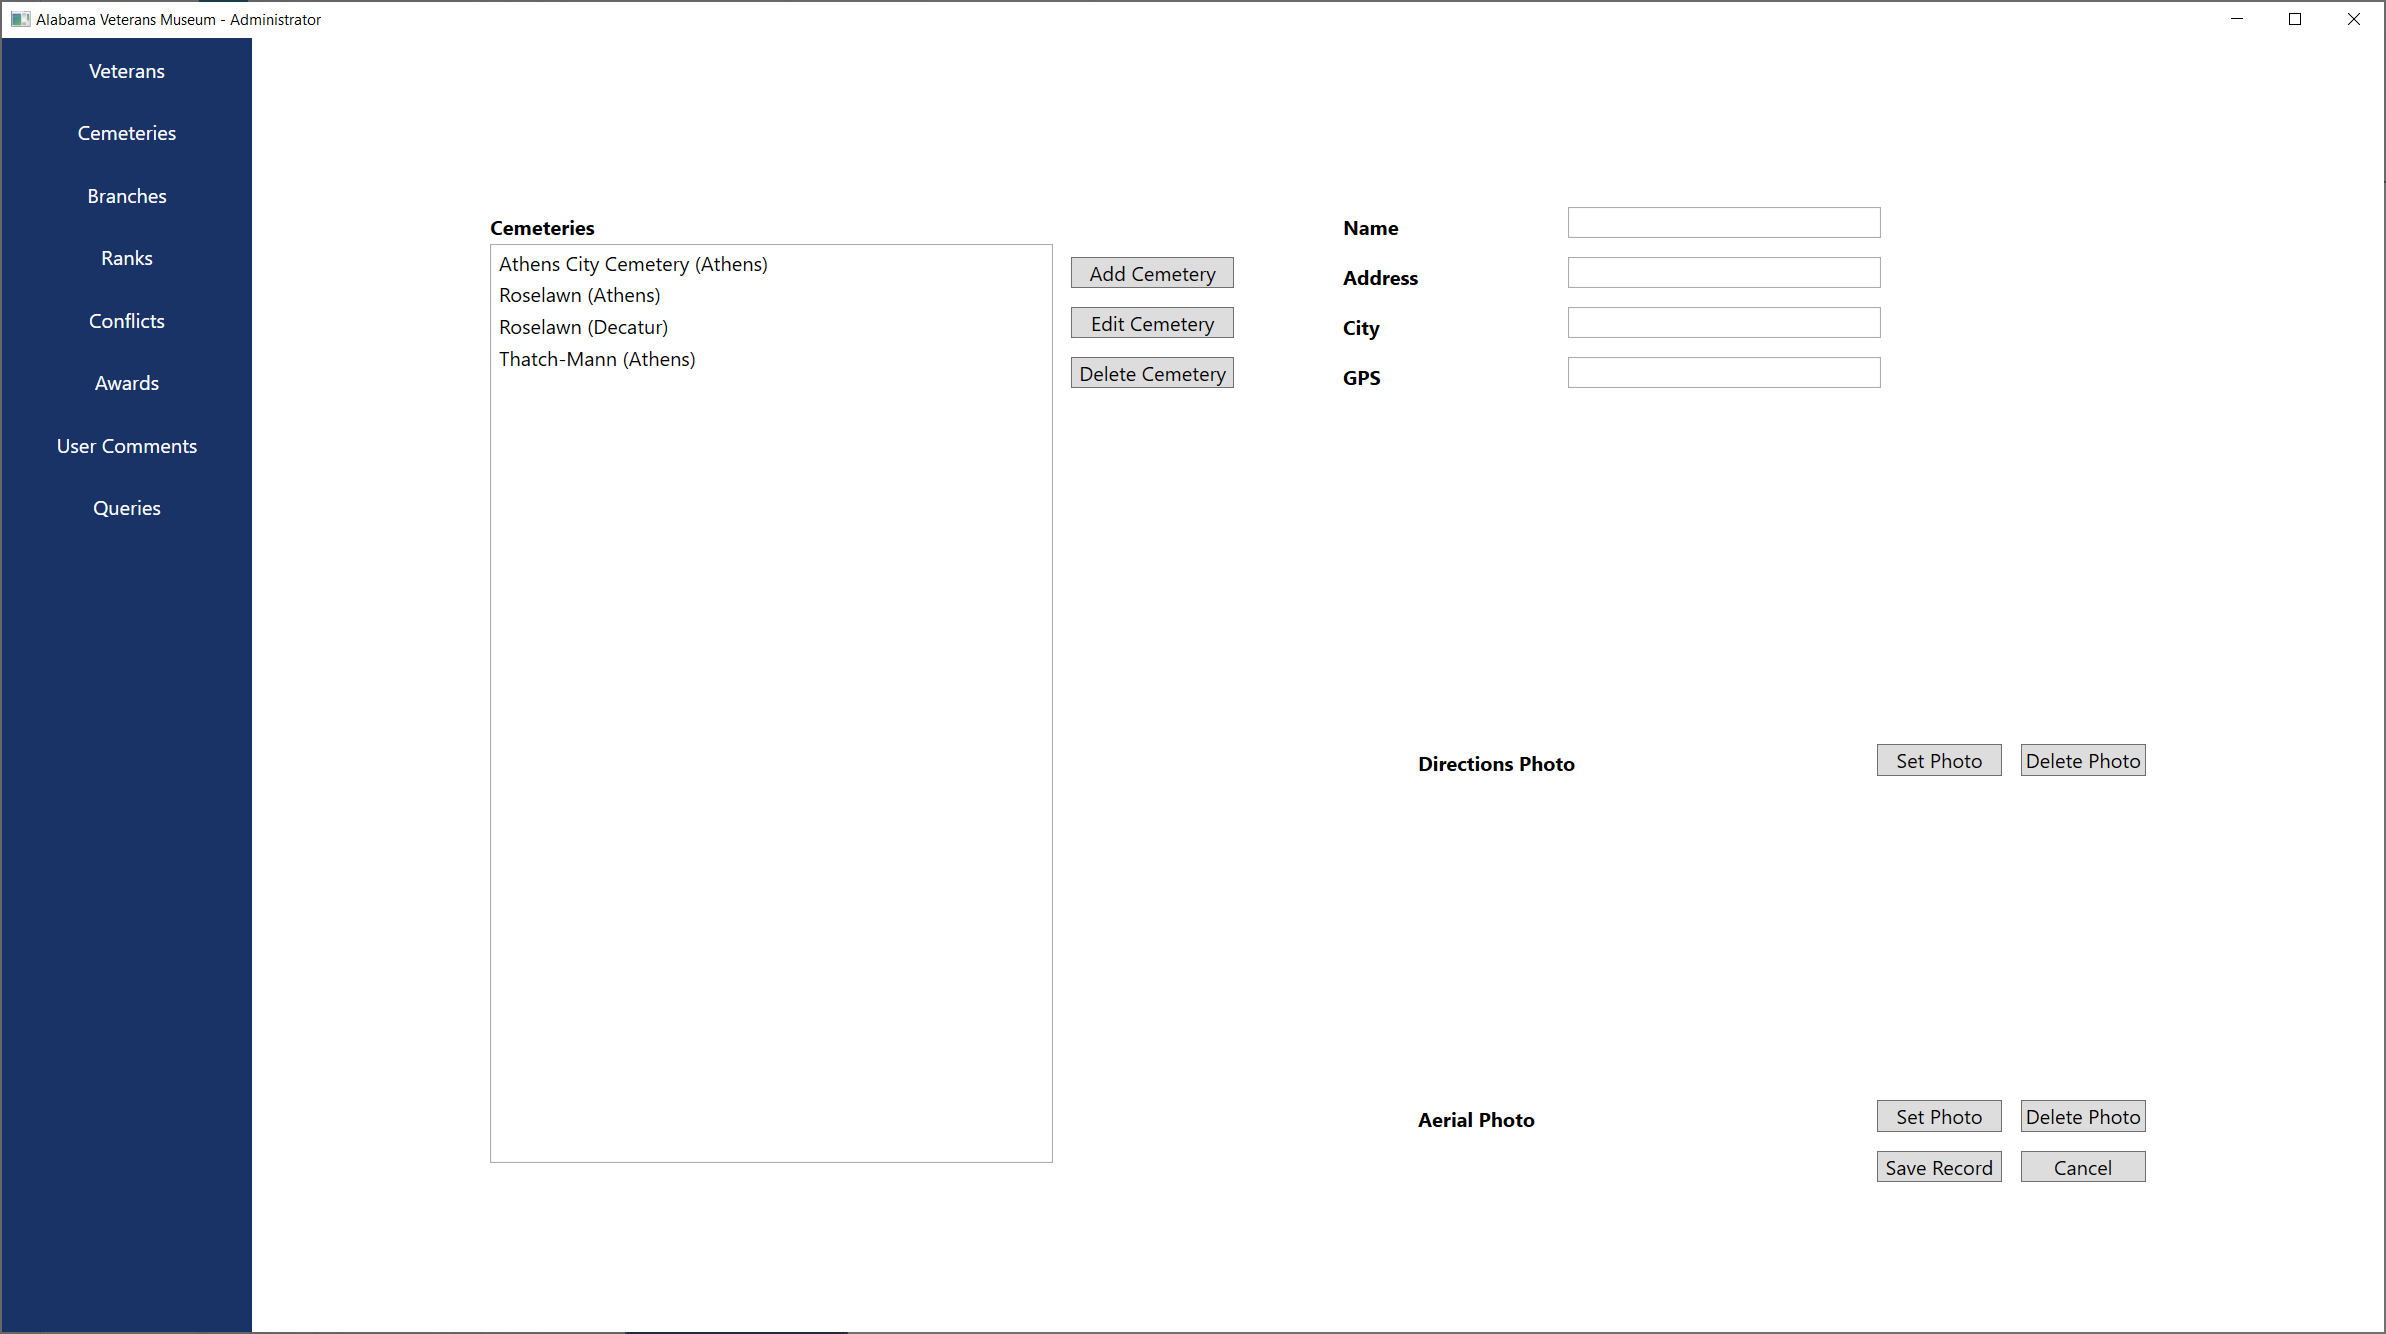 Alabama Veterans Museum - Administrator
Veterans
Cemeteries
Branches
Ranks
Conflicts
Awards
User Comments
Queries
Cemeteries
Athens City Cemetery (Athens)
Roselawn (Athens)
Roselawn (Decatur)
Thatch-Mann (Athens)
Add Cemetery
Edit Cemetery
Delete Cemetery
Name
Address
City
GPS
Directions Photo
Set Photo
Delete Photo
Aerial Photo
Set Photo
Delete Photo
Save Record
Cancel